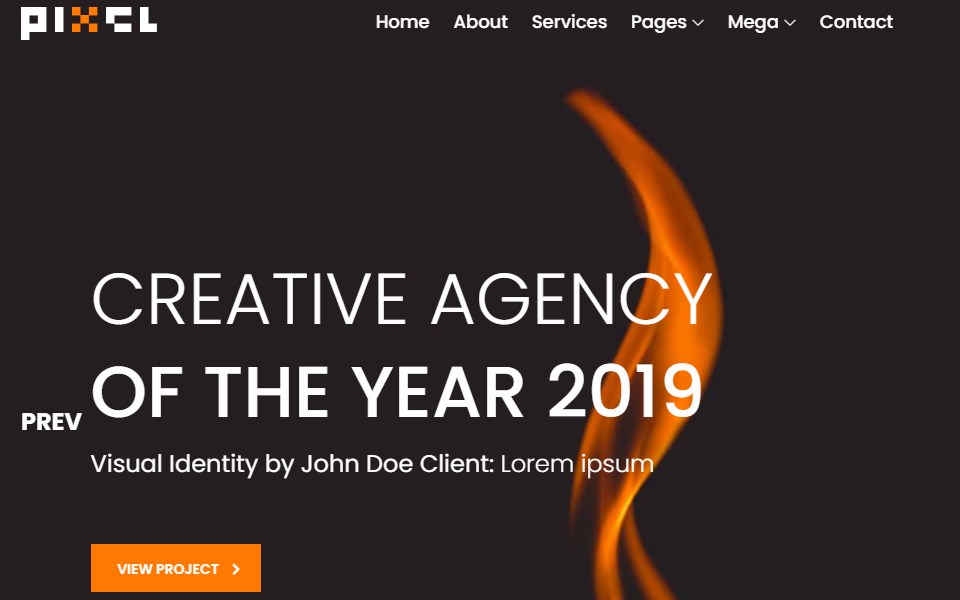 PIXEL
Home About Services Pages Mega Contact
CREATIVE AGENCY
OF THE YEAR 2019
PREV
Visual Identity by John Doe Client: Lorem ipsum
VIEW PROJECT